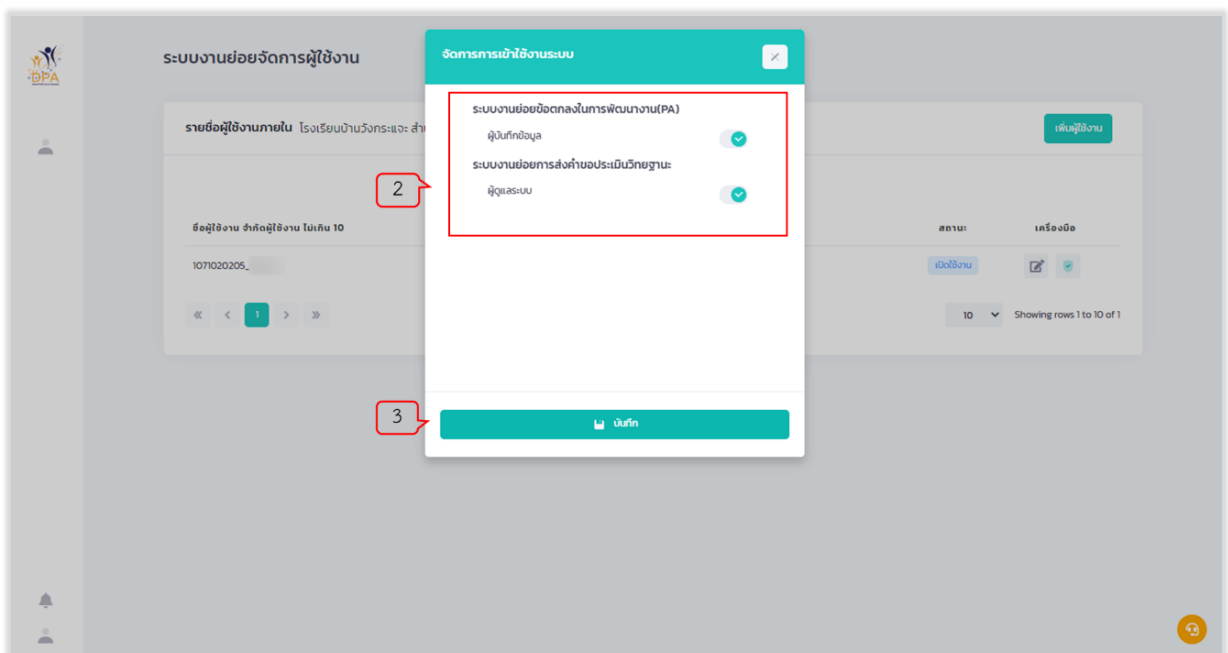 DPA
ระบบงานย่อยจัดการผู้ใช้งาน
รายชื่อผู้ใช้งานภายใน โรงเรียนบ้านวังกระแจะ
เพิ่มผู้ใช้งาน
ชื่อผู้ใช้งาน จำกัดผู้ใช้งาน ไม่เกิน 10
สถานะ
เครื่องมือ
1071020205_
เปิดใช้งาน
1
10
Showing rows 1 to 10 of 1
จัดการการเข้าใช้งานระบบ
ระบบงานย่อยข้อตกลงในการพัฒนางาน(PA)
ผู้บันทึกข้อมูล
ระบบงานย่อยการส่งคำขอประเมินวิทยฐานะ
ผู้ดูแลระบบ
2
3
บันทึก